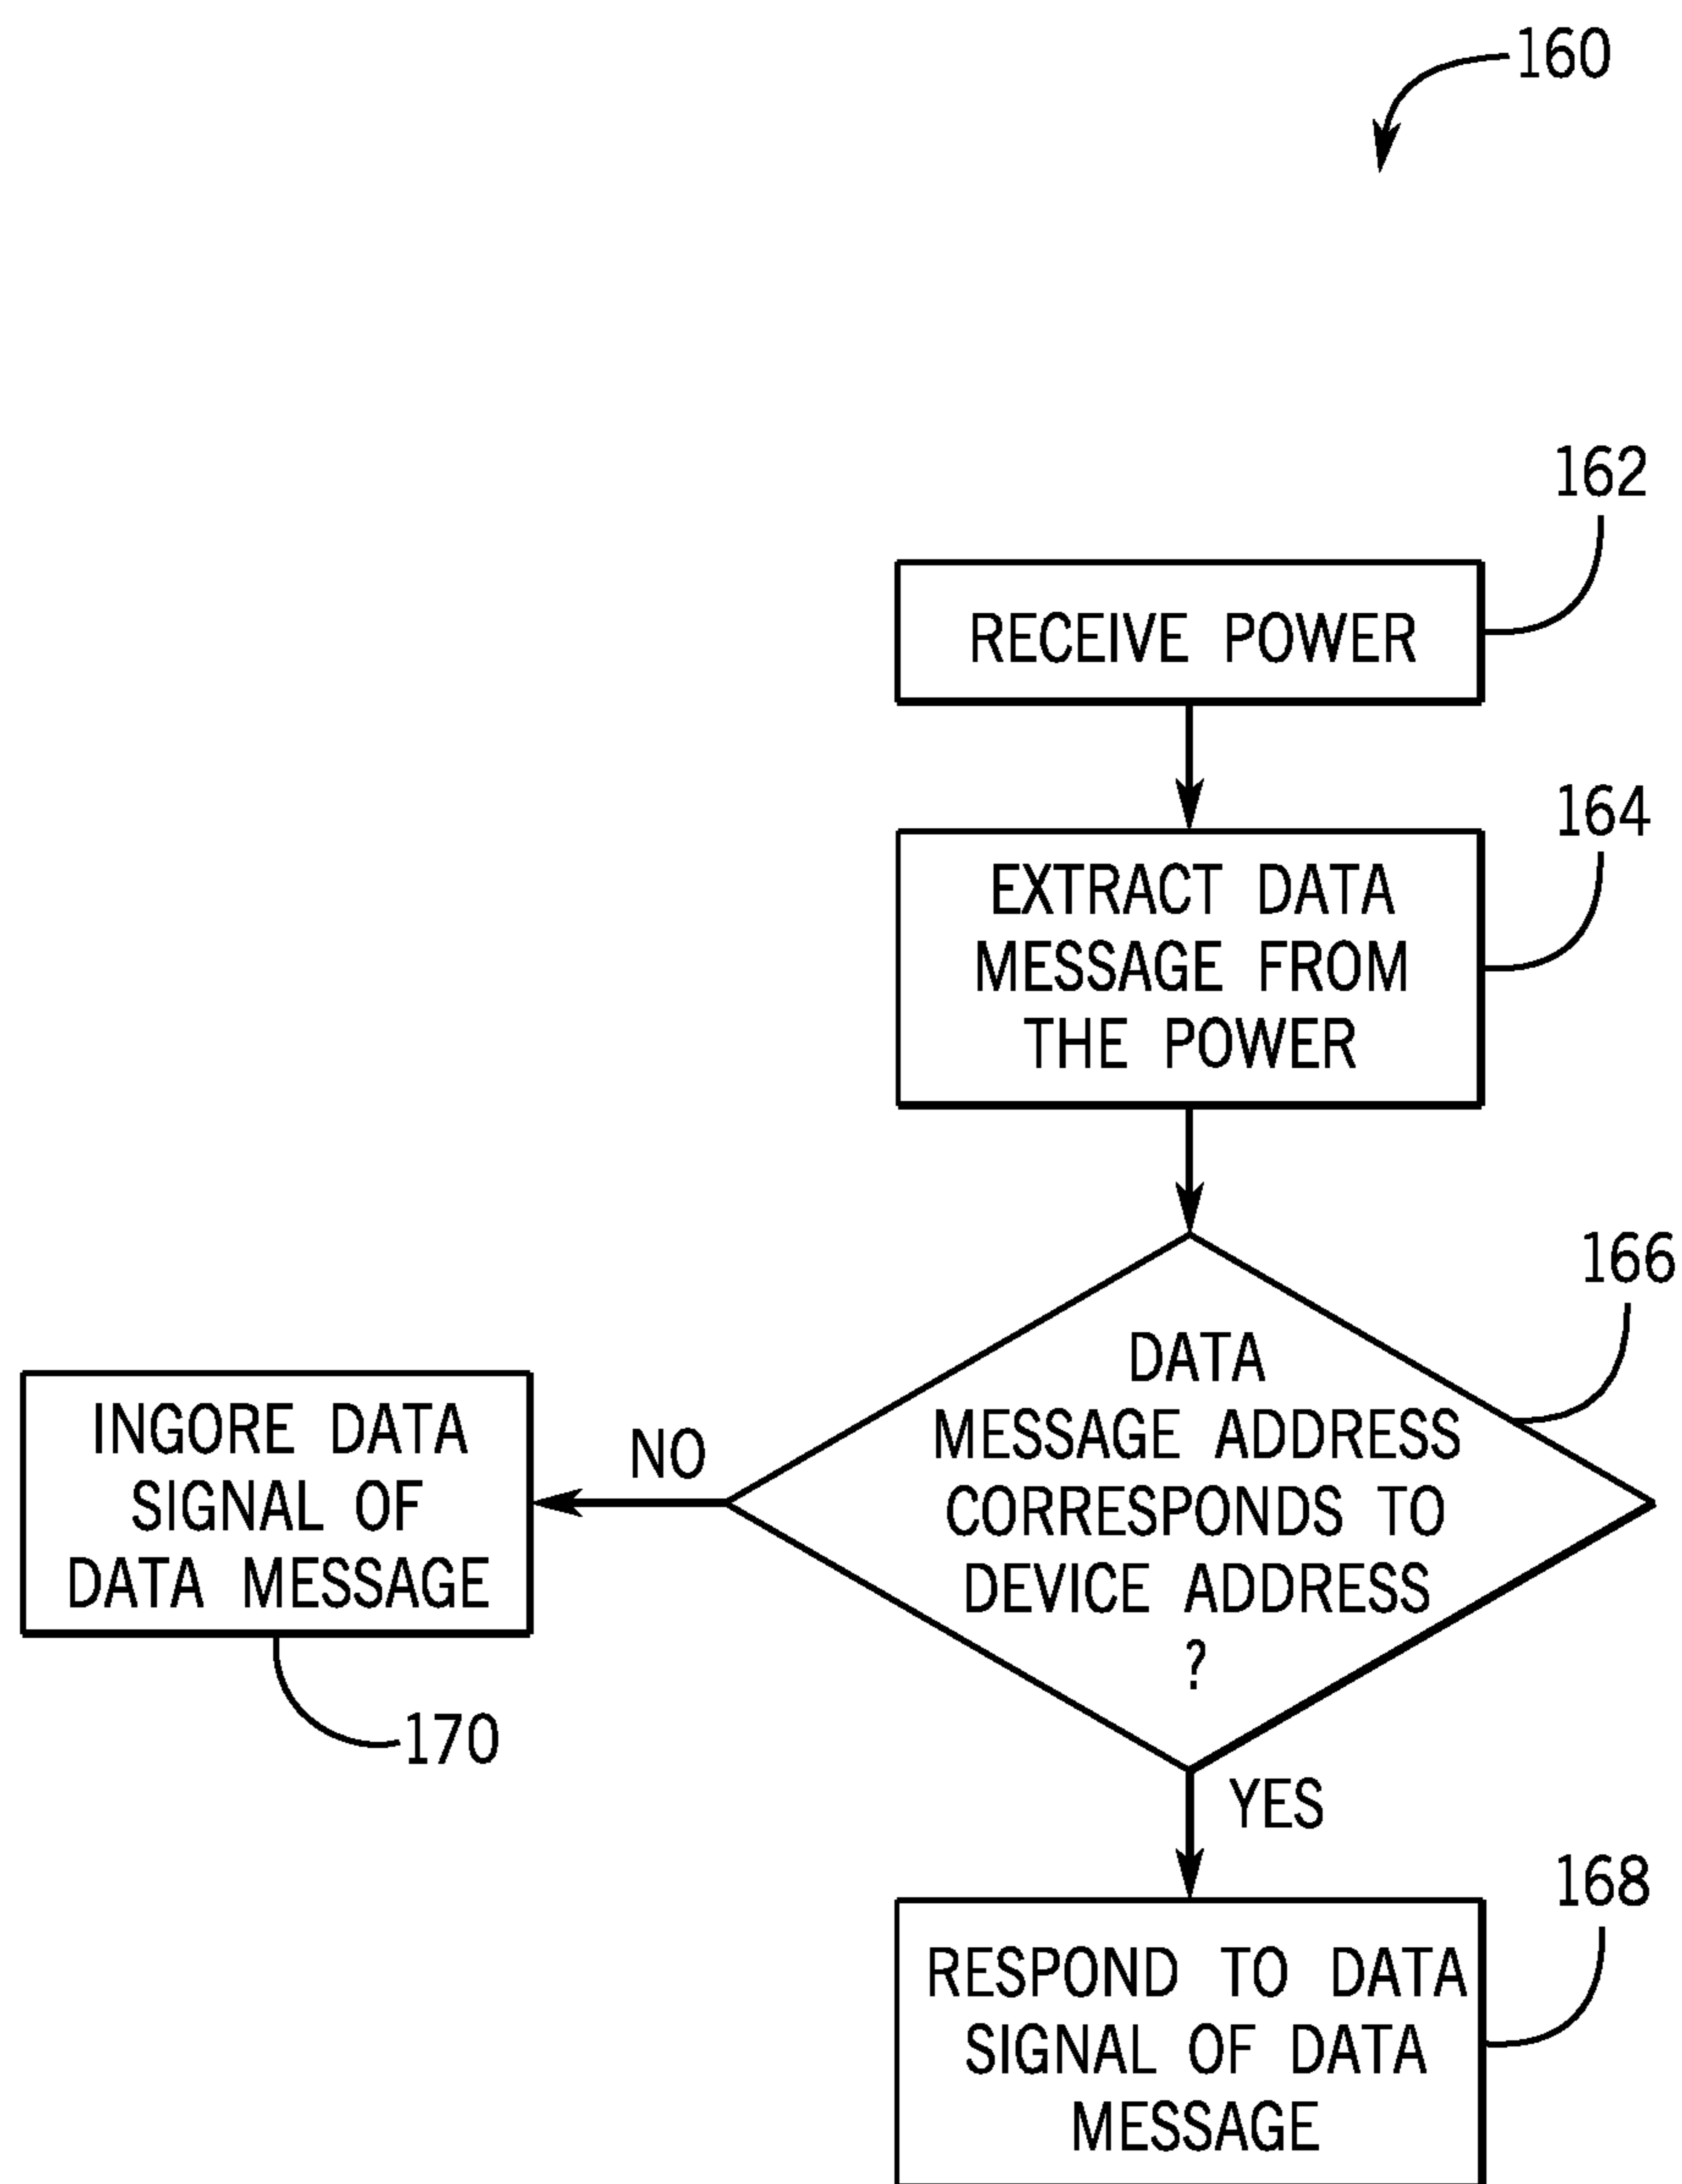 160
162
RECEIVE POWER
164
EXTRACT DATA
MESSAGE FROM
THE POWER
166
DATA
MESSAGE ADDRESS
CORRESPONDS TO
DEVICE ADDRESS
?
NO
INGORE DATA
SIGNAL OF
DATA MESSAGE
170
YES
168
RESPOND TO DATA
SIGNAL OF DATA
MESSAGE